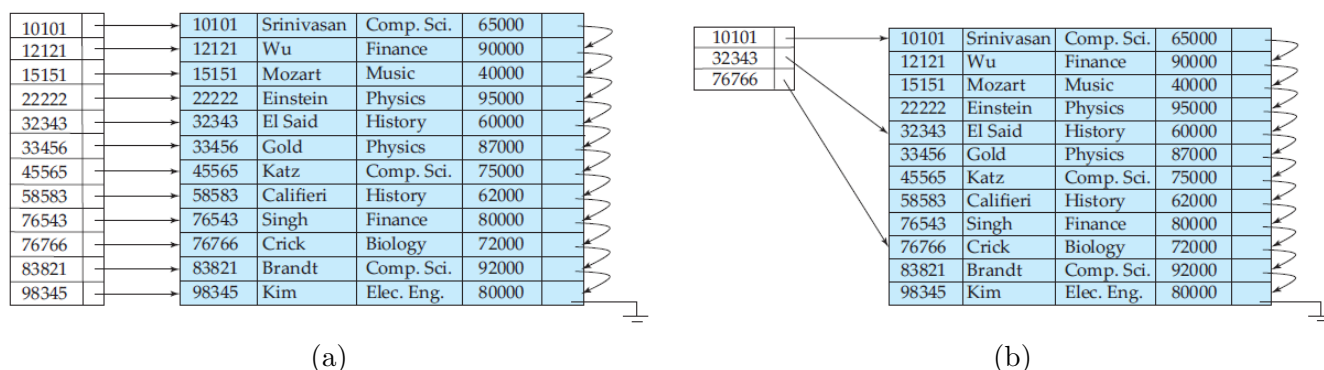 10101 10101 Srinivasan Comp. Sci. 65000
12121 12121 Wu Finance 90000
15151 15151 Mozart Music 40000
22222 22222 Einstein Physics 95000
32343 32343 El Said History 60000
33456 33456 Gold Physics 87000
45565 45565 Katz Comp. Sci. 75000
58583 58583 Califieri History 62000
76543 76543 Singh Finance 80000
76766 76766 Crick Biology 72000
83821 83821 Brandt Comp. Sci. 92000
98345 98345 Kim Elec. Eng. 80000
(a)
10101
32343
76766
10101 Srinivasan Comp. Sci. 65000
12121 Wu Finance 90000
15151 Mozart Music 40000
22222 Einstein Physics 95000
32343 El Said History 60000
33456 Gold Physics 87000
45565 Katz Comp. Sci. 75000
58583 Califieri History 62000
76543 Singh Finance 80000
76766 Crick Biology 72000
83821 Brandt Comp. Sci. 92000
98345 Kim Elec. Eng. 80000
(b)